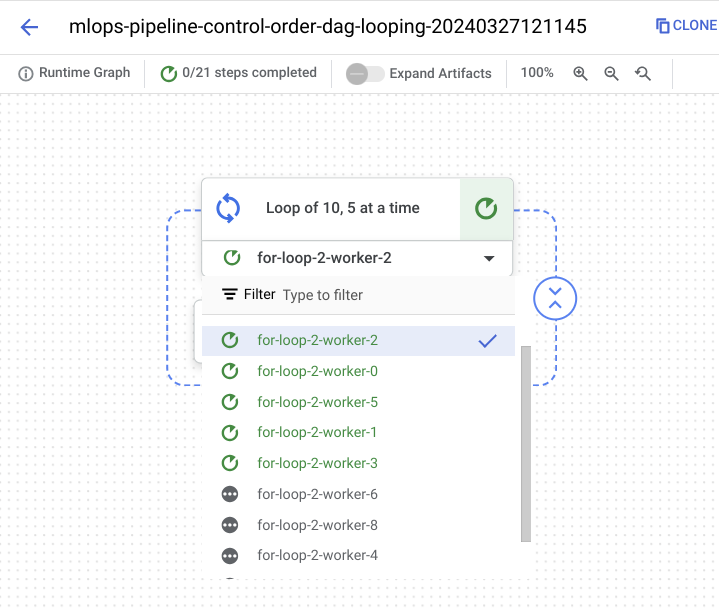 mlops-pipeline-control-order-dag-looping-20240327121145
CLONE
Runtime Graph
0/21 steps completed
Expand Artifacts
100%
Loop of 10, 5 at a time
for-loop-2-worker-2
Filter Type to filter
for-loop-2-worker-2
for-loop-2-worker-0
for-loop-2-worker-5
for-loop-2-worker-1
for-loop-2-worker-3
for-loop-2-worker-6
for-loop-2-worker-8
for-loop-2-worker-4